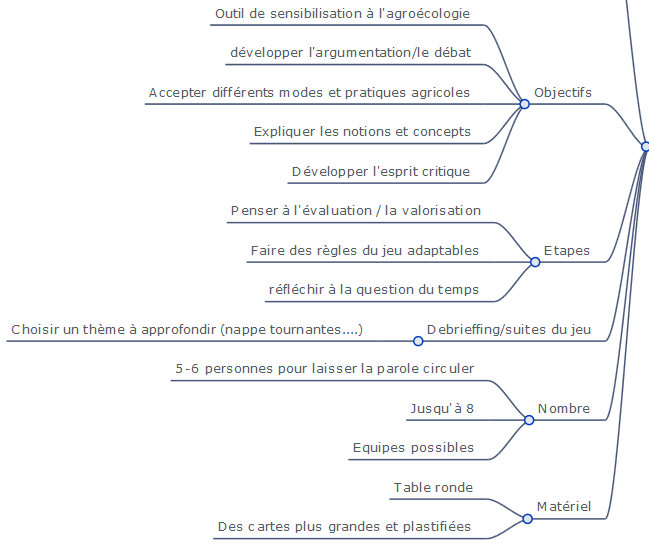 Outil de sensibilisation à l'agroécologie
développer l'argumentation/le débat
Accepter différents modes et pratiques agricoles
Objectifs
Expliquer les notions et concepts
Développer l'esprit critique
Penser à l'évaluation / la valorisation
Faire des règles du jeu adaptables
Etapes
réfléchir à la question du temps
Choisir un thème à approfondir (nappe tournantes....)
Debrieffing/suites du jeu
5-6 personnes pour laisser la parole circuler
Jusqu'à 8
Nombre
Equipes possibles
Table ronde
Matériel
Des cartes plus grandes et plastifiées